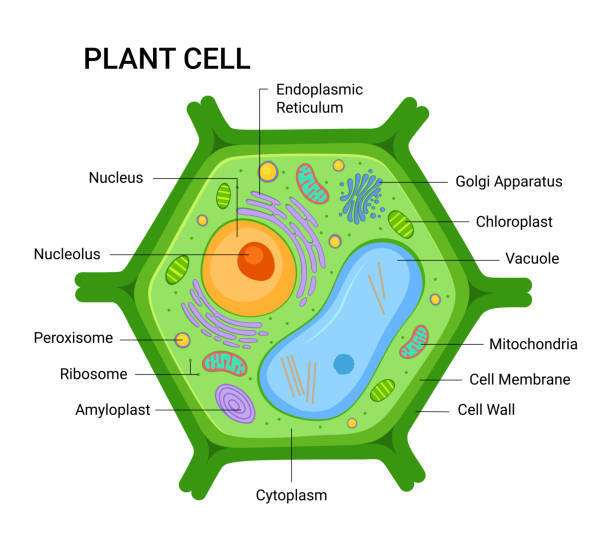 PLANT CELL
Endoplasmic
Reticulum
Nucleus
Golgi Apparatus
Chloroplast
Nucleolus
Vacuole
Peroxisome
Mitochondria
Ribosome
Cell Membrane
Amyloplast
Cell Wall
Cytoplasm